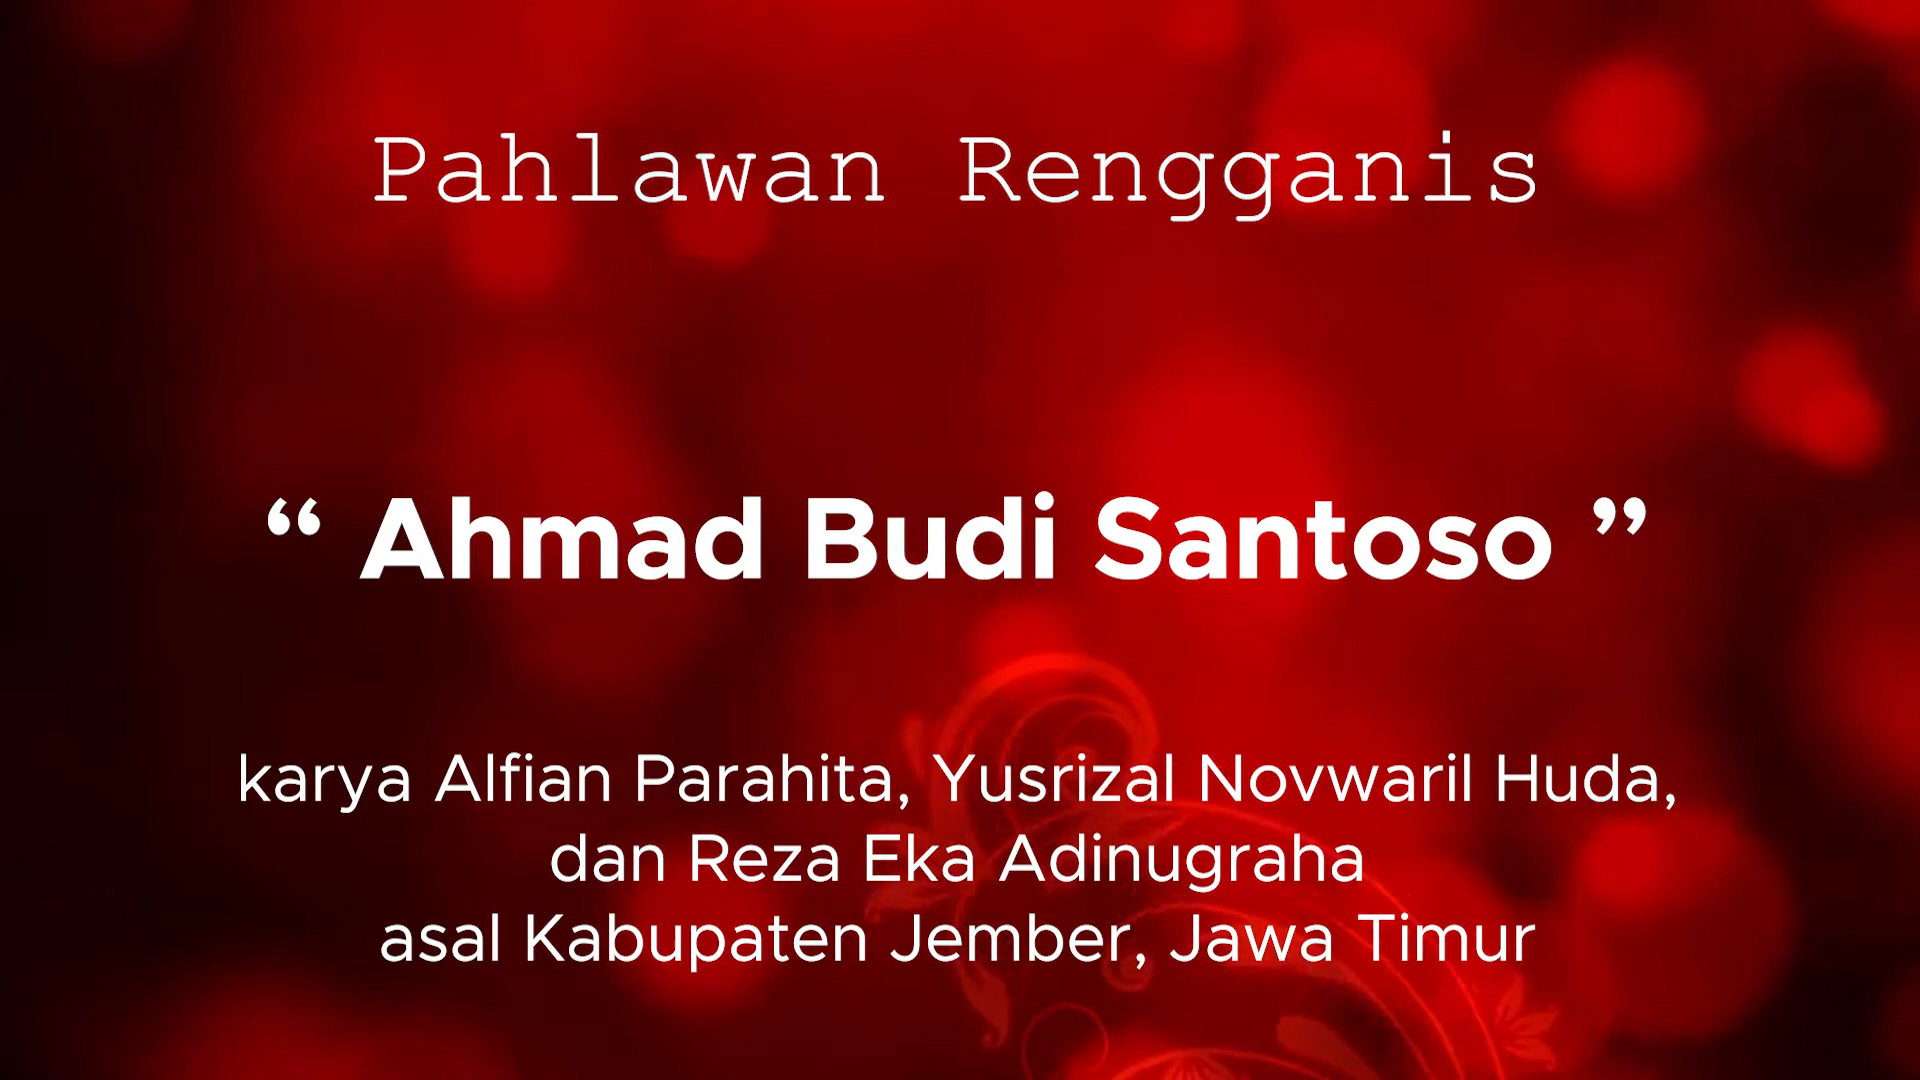 Pahlawan Rengganis
“ Ahmad Budi Santoso ”
karya Alfian Parahita, Yusrizal Novwaril Huda,
dan Reza Eka Adinugraha
asal Kabupaten Jember, Jawa Timur